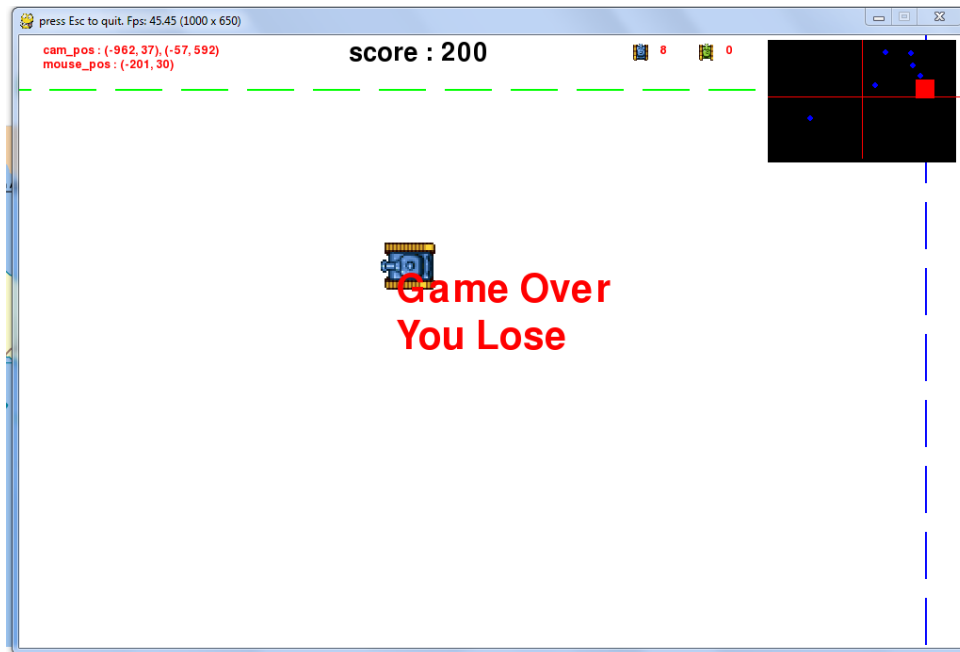 press Esc to quit. Fps: 45.45 (1000 x 650)
cam_pos : (-962, 37), (-57, 592)
mouse_pos : (-201, 30)
score : 200
8
0
Game Over
You Lose